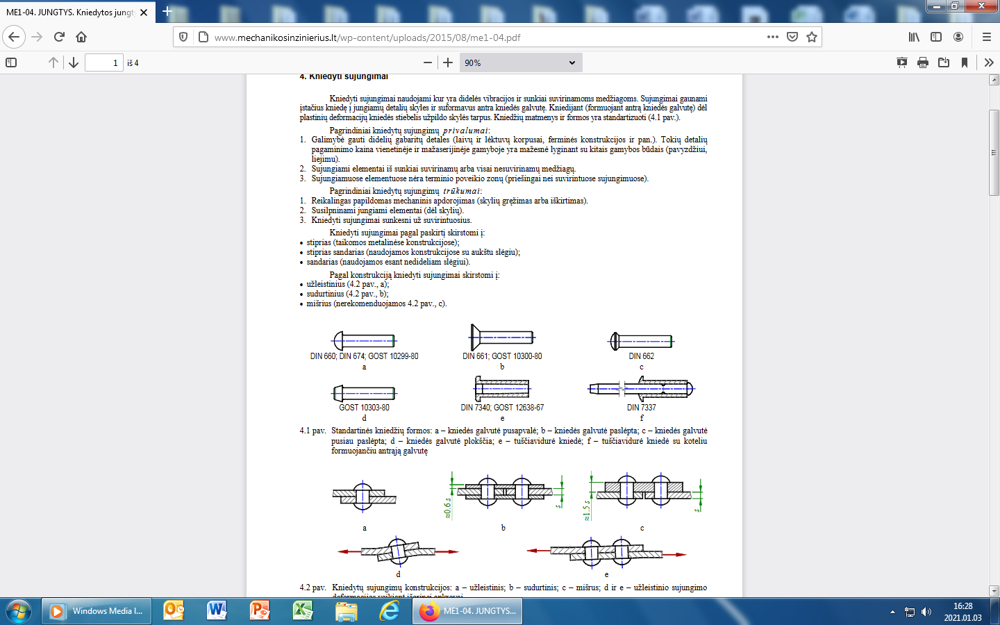 ME1-04. JUNGTYS. Kniedytos jungt
www.mechanikosinzinierius.lt/wp-content/uploads/2015/08/me1-04.pdf
1 iš 4
90%
4. Kniedyti sujungimai
Kniedyti sujungimai naudojami kur yra didelės vibracijos ir sunkiai suvirinamoms medžiagoms. Sujungimai gaunami
įstačius kniedę į jungiamų detalių skyles ir suformavus antra kniedės galvutę. Kniedijant (formuojant antrą kniedės galvutę) dėl
plastinių deformacijų kniedės stiebelis užpildo skylės tarpus. Kniedžių matmenys ir formos yra standartizuoti (4.1 pav.).
Pagrindiniai kniedytų sujungimų privalumai:
1. Galimybė gauti didelių gabaritų detales (laivų ir lėktuvų korpusai, ferminės konstrukcijos ir pan.). Tokių detalių
pagaminimo kaina vienetinėje ir mažaserijinėje gamyboje yra mažesnė lyginant su kitais gamybos būdais (pavyzdžiui,
liejimu).
2. Sujungiami elementai iš sunkiai suvirinamų arba visai nesuvirinamų medžiagų.
3. Sujungiamuose elementuose nėra terminio poveikio zonų (priešingai nei suvirintuose sujungimuose).
Pagrindiniai kniedytų sujungimų trūkumai:
1. Reikalingas papildomas mechaninis apdorojimas (skylių gręžimas arba iškirtimas).
2. Susilpninami jungiami elementai (dėl skylių).
3. Kniedyti sujungimai sunkesni už suvirintuosius.
Kniedyti sujungimai pagal paskirtį skirstomi į:
• stiprias (taikomos metalinėse konstrukcijose);
• stiprias sandarias (naudojamos konstrukcijose su aukštu slėgiu);
• sandarias (naudojamos esant nedideliam slėgiui).
Pagal konstrukciją kniedyti sujungimai skirstomi į:
• užleistinius (4.2 pav., a);
• sudurtinius (4.2 pav., b);
• mišrius (nerekomenduojamos 4.2 pav., c).
DIN 660; DIN 674; GOST 10299-80 DIN 661; GOST 10300-80 DIN 662
a b c
GOST 10303-80 DIN 7340; GOST 12638-67 DIN 7337
d e f
4.1 pav. Standartinės kniedžių formos: a – kniedės galvutė pusapvalė; b – kniedės galvutė paslėpta; c – kniedės galvutė
pusiau paslėpta; d – kniedės galvutė plokščia; e – tuščiavidurė kniedė; f – tuščiavidurė kniedė su koteliu
formuojančiu antrąją galvutę
≈0.6 s s ≈1.5 s s
a b c
d e
4.2 pav. Kniedytų sujungimų konstrukcijos: a – užleistinis; b – sudurtinis; c – mišrus; d ir e – užleistinio sujungimo
deformacijos veikiant išorinei apkrovai
Windows Media l...
ME1-04. JUNGTYS...
16:28
2021.01.03